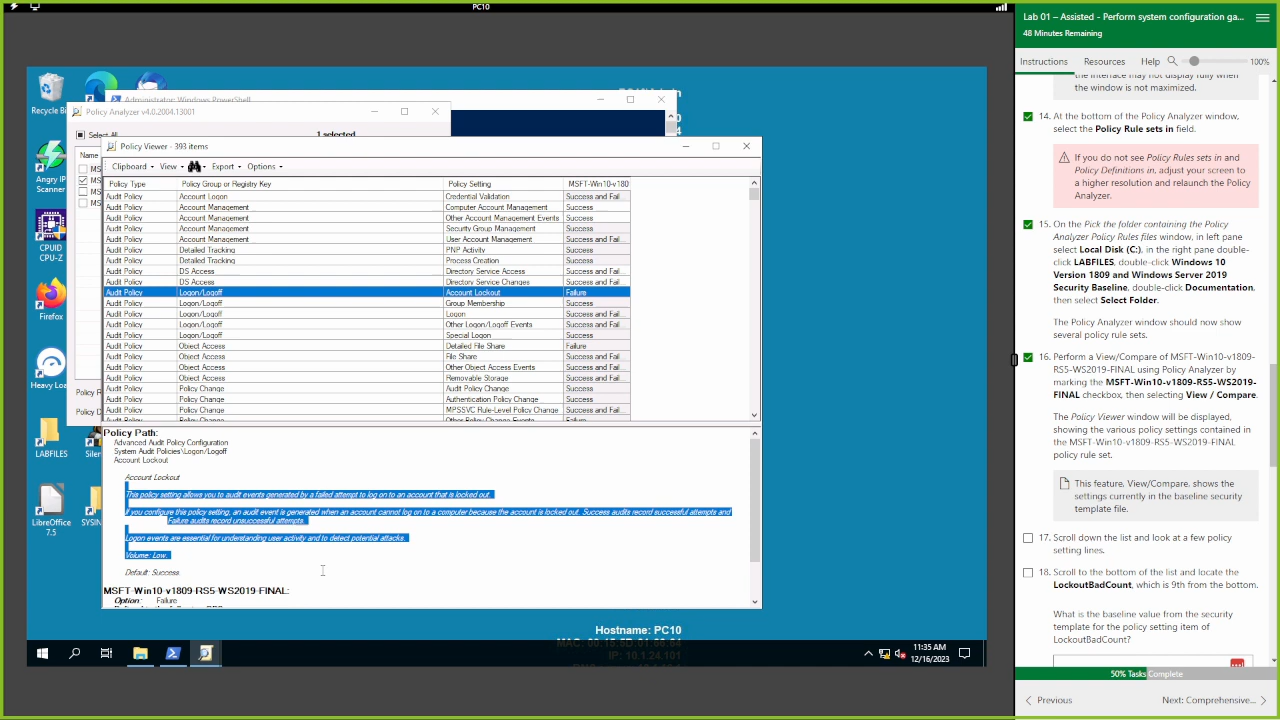 PC10
Recycle Bi
Angry IP
Scanner
CPUID
CPU-Z
Firefox
Heavy Loa
LABFILES
Silen
LibreOffice
7.5
SYSIN
Administrator: Windows PowerShell
Policy Analyzer v4.0.2004.13001
Select All
1 selected
Name
Policy R
Policy D
Policy Viewer - 393 items
Clipboard View Export Options
Policy Type Policy Group or Registry Key Policy Setting MSFT-Win10-v180
Audit Policy Account Logon Credential Validation Success and Fail...
Audit Policy Account Management Computer Account Management Success
Audit Policy Account Management Other Account Management Events Success
Audit Policy Account Management Security Group Management Success
Audit Policy Account Management User Account Management Success and Fail...
Audit Policy Detailed Tracking PNP Activity Success
Audit Policy Detailed Tracking Process Creation Success
Audit Policy DS Access Directory Service Access Success and Fail...
Audit Policy DS Access Directory Service Changes Success and Fail...
Audit Policy Logon/Logoff Account Lockout Failure
Audit Policy Logon/Logoff Group Membership Success
Audit Policy Logon/Logoff Logon Success and Fail...
Audit Policy Logon/Logoff Other Logon/Logoff Events Success and Fail...
Audit Policy Logon/Logoff Special Logon Success
Audit Policy Object Access Detailed File Share Failure
Audit Policy Object Access File Share Success and Fail...
Audit Policy Object Access Other Object Access Events Success and Fail...
Audit Policy Object Access Removable Storage Success and Fail...
Audit Policy Policy Change Audit Policy Change Success
Audit Policy Policy Change Authentication Policy Change Success
Audit Policy Policy Change MPSSVC Rule-Level Policy Change Success and Fail...
Audit Policy Policy Change Other Policy Change Events Failure
Policy Path:
Advanced Audit Policy Configuration
System Audit Policies\Logon/Logoff
Account Lockout
Account Lockout
This policy setting allows you to audit events generated by a failed attempt to log on to an account that is locked out.
If you configure this policy setting, an audit event is generated when an account cannot log on to a computer because the account is locked out. Success audits record successful attempts and
Failure audits record unsuccessful attempts.
Logon events are essential for understanding user activity and to detect potential attacks.
Volume: Low.
Default: Success.
MSFT-Win10-v1809-RS5-WS2019-FINAL:
Option: Failure
Hostname: PC10
IP: 10.1.24.101
11:35 AM
12/16/2023
Lab 01 – Assisted - Perform system configuration ga...
48 Minutes Remaining
Instructions Resources Help 100%
the interface may not display fully when
the window is not maximized.
14. At the bottom of the Policy Analyzer window,
select the Policy Rule sets in field.
If you do not see Policy Rules sets in and
Policy Definitions in, adjust your screen to
a higher resolution and relaunch the Policy
Analyzer.
15. On the Pick the folder containing the Policy
Analyzer Policy Rules files window, in left pane
select Local Disk (C:), in the right pane double-
click LABFILES, double-click Windows 10
Version 1809 and Windows Server 2019
Security Baseline, double-click Documentation,
then select Select Folder.
The Policy Analyzer window should now show
several policy rule sets.
16. Perform a View/Compare of MSFT-Win10-v1809-
RS5-WS2019-FINAL using Policy Analyzer by
marking the MSFT-Win10-v1809-RS5-WS2019-
FINAL checkbox, then selecting View / Compare.
The Policy Viewer window will be displayed,
showing the various policy settings contained in
the MSFT-Win10-v1809-RS5-WS2019-FINAL
policy rule set.
This feature, View/Compare, shows the
settings currently in the baseline security
template file.
17. Scroll down the list and look at a few policy
setting lines.
18. Scroll to the bottom of the list and locate the
LockoutBadCount, which is 9th from the bottom.
What is the baseline value from the security
template for the policy setting item of
LockoutBadCount?
50% Tasks Complete
Previous Next: Comprehensive...